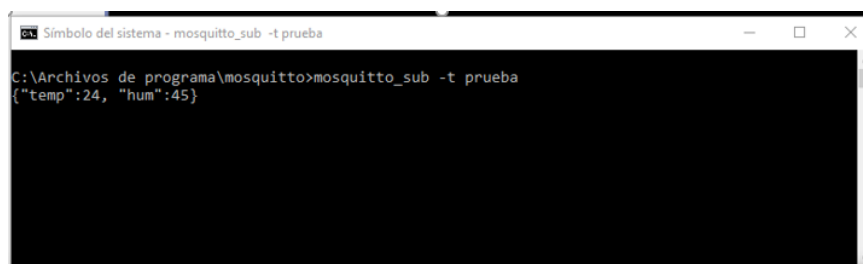 Símbolo del sistema - mosquitto_sub -t prueba
C:\Archivos de programa\mosquitto>mosquitto_sub -t prueba
{"temp":24, "hum":45}